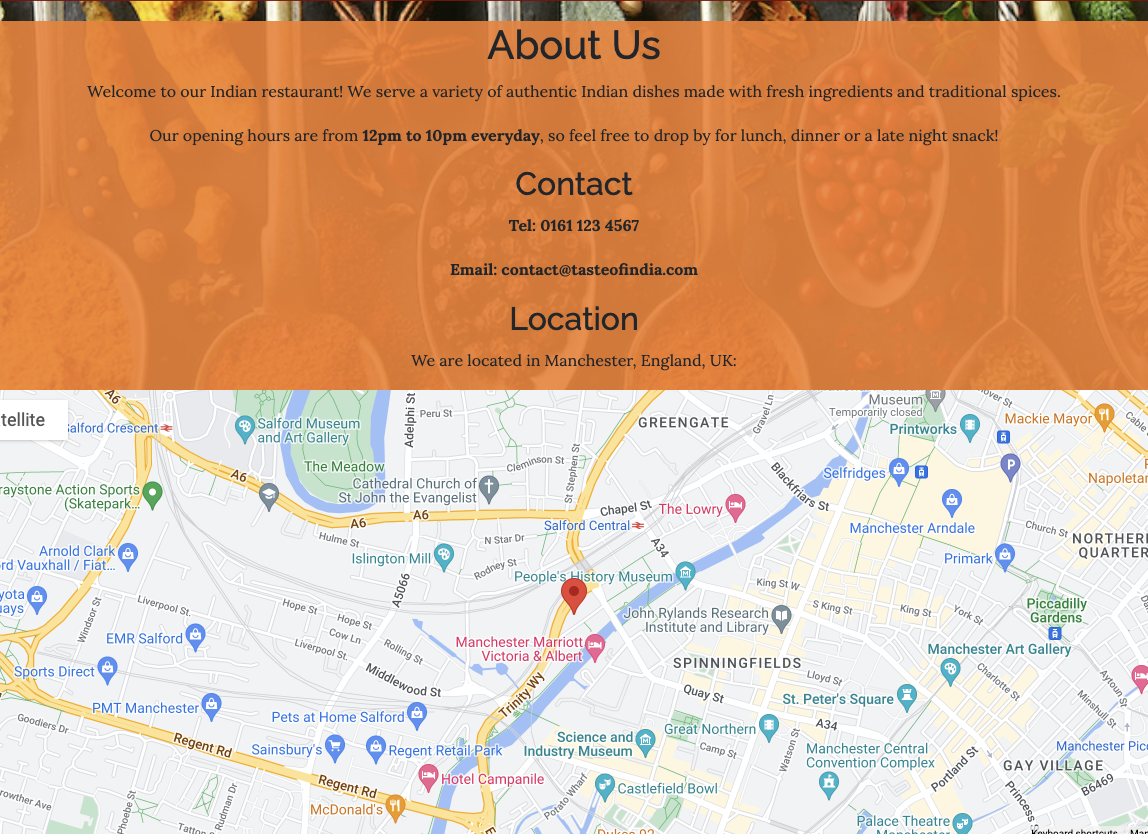 About Us
Welcome to our Indian restaurant! We serve a variety of authentic Indian dishes made with fresh ingredients and traditional spices.
Our opening hours are from 12pm to 10pm everyday, so feel free to drop by for lunch, dinner or a late night snack!
Contact
Tel: 0161 123 4567
Email: contact@tasteofindia.com
Location
We are located in Manchester, England, UK:
A6
Adelphi St
Peru St
Gravel Ln
Museum
Temporarily closed
Mackie Mayor
tellite
alford Crescent
Salford Museum
and Art Gallery
GREENGATE
Printworks
The Meadow
Cleminson St
St Stephen St
Blackfriars St
Selfridges
P
Napoletar
A6
Cathedral Church of
St John the Evangelist
raystone Action Sports
(Skatepark...
Chapel St
The Lowry
A6
A6
Salford Central
Manchester Arndale
Church St
Hulme St
N Star Dr
A34
NORTHERN
QUARTER
Arnold Clark
rd Vauxhall / Fiat...
Islington Mill
Rodney St
Primark
People's History Museum
King St W
A5066
yota
uays
Liverpool St
Hope St
John Rylands Research
Institute and Library
S King St
King St
York St
Piccadilly
Gardens
Windsor St
Hope St
Cow Ln
Liverpool St
Rolling St
EMR Salford
Manchester Marriott
Victoria & Albert
Manchester Art Gallery
Sports Direct
Middlewood St
SPINNINGFIELDS
Lloyd St
Charlotte St
Aytoun St
Trinity Wy
Quay St
St. Peter's Square
Minshull St
PMT Manchester
Pets at Home Salford
A34
Goodiers Dr
Great Northern
Science and
Industry Museum
Camp St
Watson St
Manchester Central
Convention Complex
Manchester Pic
Regent Rd
Sainsbury's
Regent Retail Park
Portland St
GAY VILLAGE
Hotel Campanile
B6469
Regent Rd
Potato Wharf
Castlefield Bowl
Princess
rowther Ave
Phoebe St
Rudman Dr
McDonald's
Palace Theatre
Manchester
Tatton
Dukes 92
Keyboard shortcuts